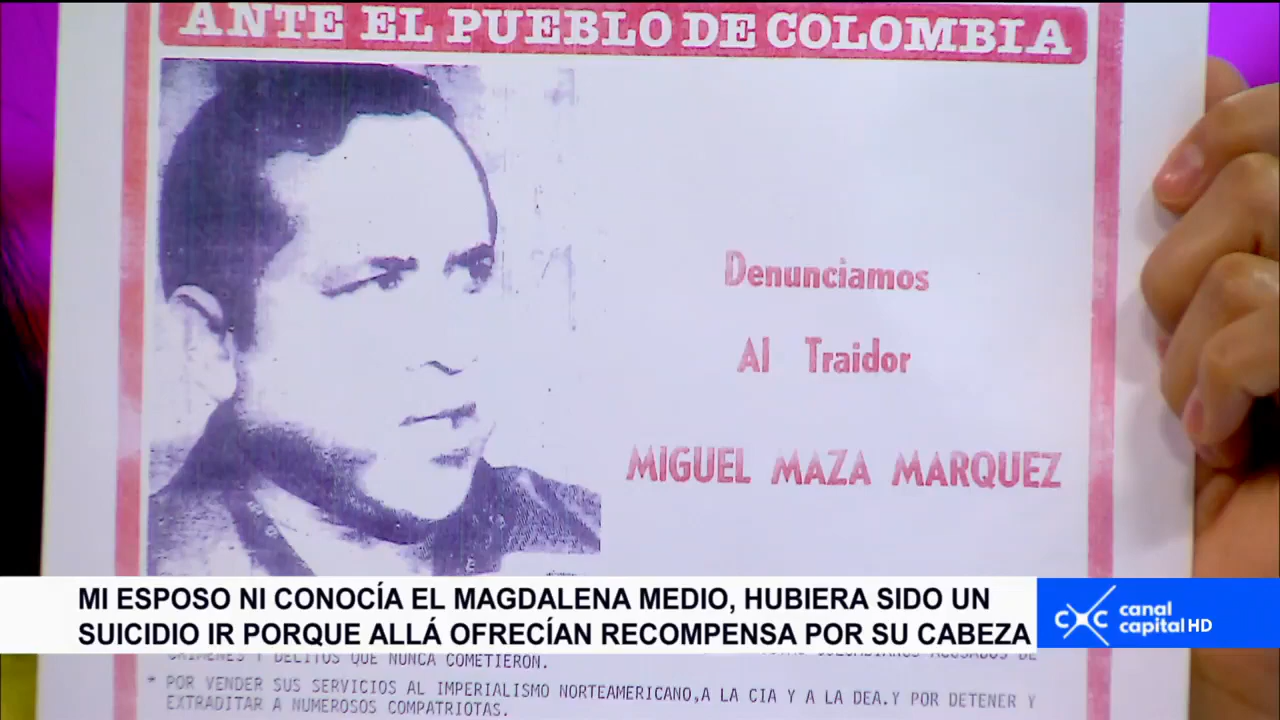 ANTE EL PUEBLO DE COLOMBIA
Denunciamos
Al Traidor
MIGUEL MAZA MARQUEZ
MI ESPOSO NI CONOCÍA EL MAGDALENA MEDIO, HUBIERA SIDO UN
SUICIDIO IR PORQUE ALLÁ OFRECÍAN RECOMPENSA POR SU CABEZA
canal
capital HD
CRIMENES Y DELITOS QUE NUNCA COMETIERON.
* POR VENDER SUS SERVICIOS AL IMPERIALISMO NORTEAMERICANO,A LA CIA Y A LA DEA.Y POR DETENER Y
EXTRADITAR A NUMEROSOS COMPATRIOTAS.